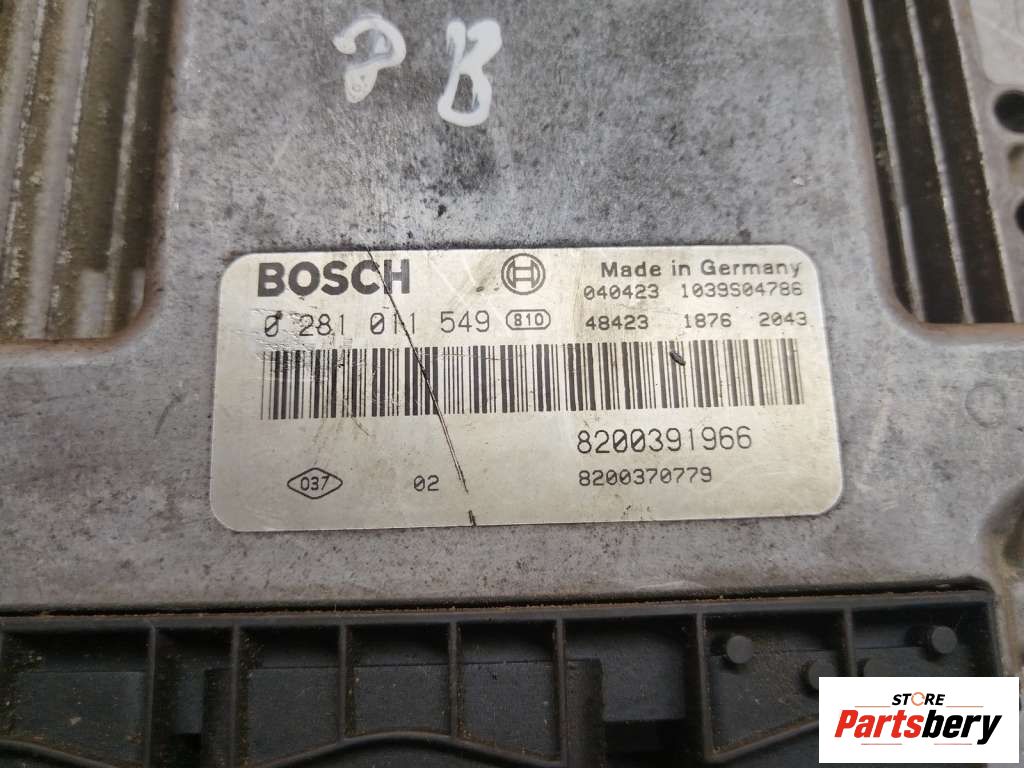 PB
BOSCH Made in Germany
040423 1039S04786
0 281 011 549 810 48423 1876 2043
8200391966
037 02 8200370779
STORE
Partsbery